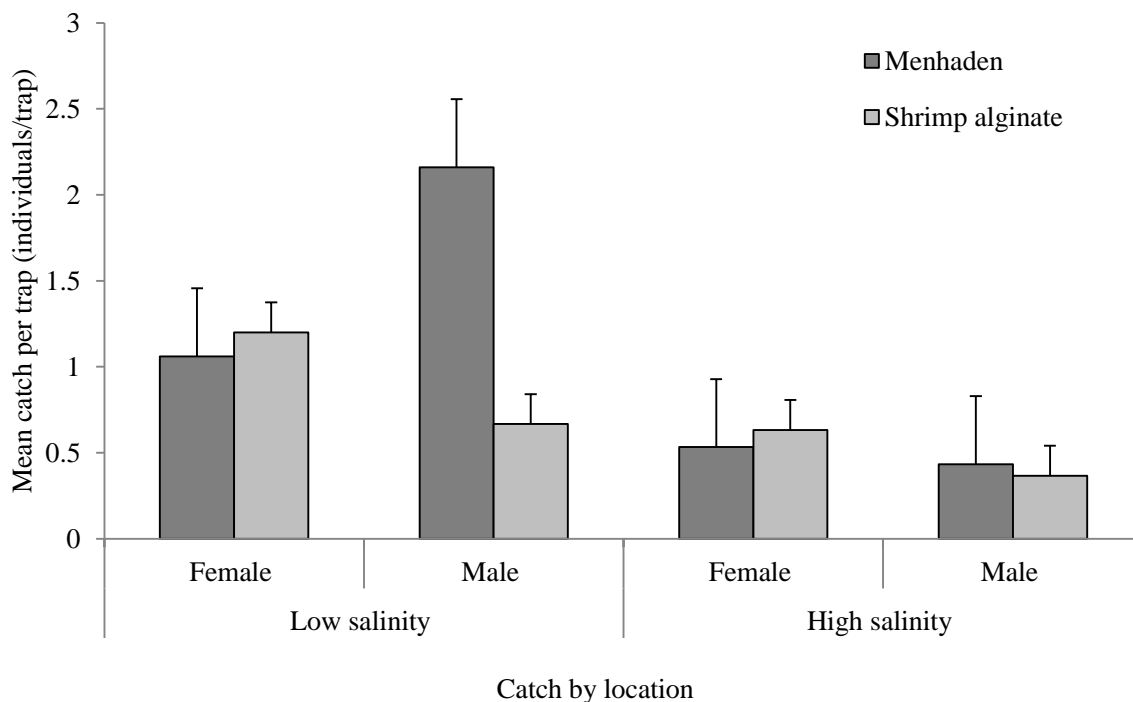 3
2.5
2
1.5
1
0.5
0
Mean catch per trap (individuals/trap)
Menhaden
Shrimp alginate
Female
Male
Female
Male
Low salinity
High salinity
Catch by location